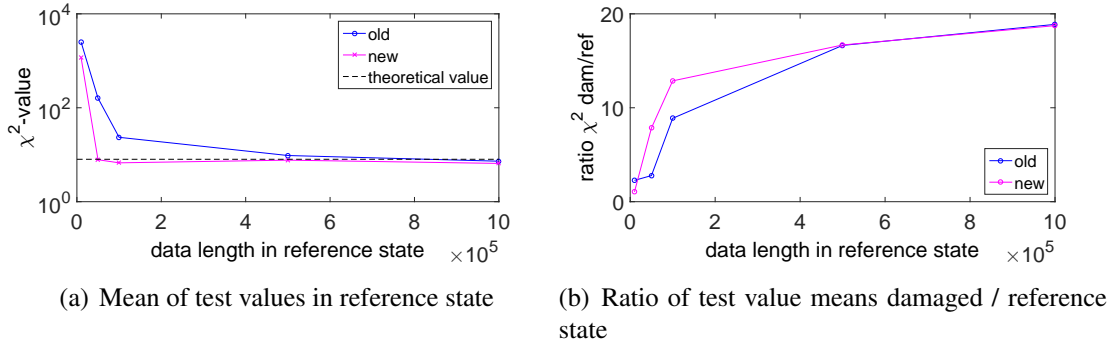 10^4
10^2
10^0
χ^2-value
old
new
theoretical value
0 2 4 6 8 10
data length in reference state ×10^5
(a) Mean of test values in reference state
20
10
0
ratio χ^2 dam/ref
old
new
0 2 4 6 8 10
data length in reference state ×10^5
(b) Ratio of test value means damaged / reference
state